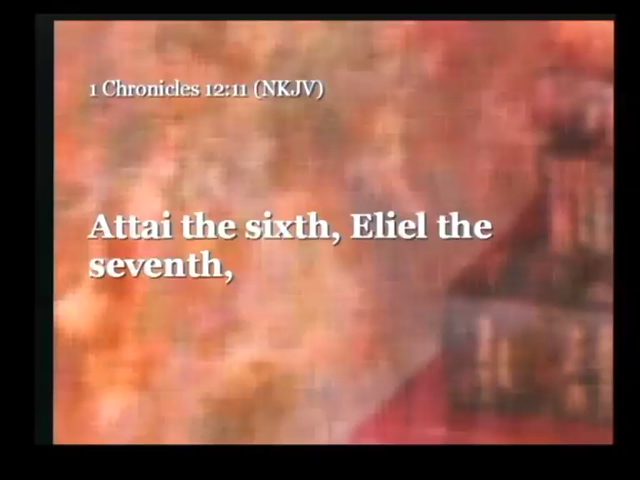 1 Chronicles 12:11 (NKJV)
Attai the sixth, Eliel the
seventh,